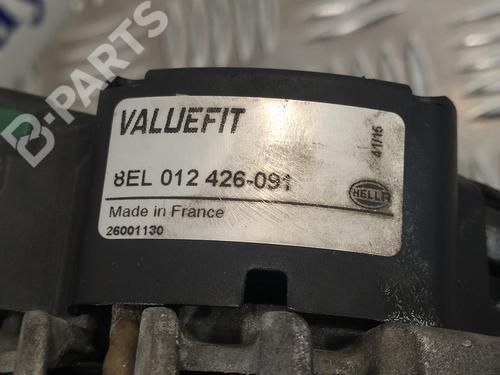 B-PARTS
VALUEFIT
41/16
8EL 012 426-091
HELLA
Made in France
26001130